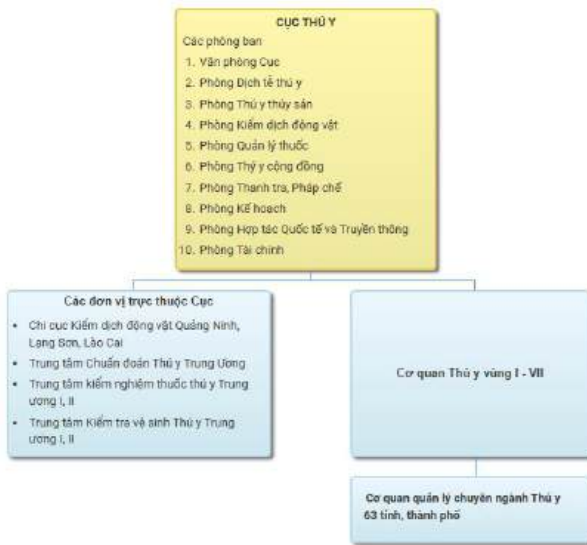 CỤC THÚ Y
Các phòng ban
1. Văn phòng Cục
2. Phòng Dịch tễ thú y
3. Phòng Thú y thủy sản
4. Phòng Kiểm dịch động vật
5. Phòng Quản lý thuốc
6. Phòng Thý y cộng đồng
7. Phòng Thanh tra, Pháp chế
8. Phòng Kế hoạch
9. Phòng Hợp tác Quốc tế và Truyền thông
10. Phòng Tài chính
Các đơn vị trực thuộc Cục
• Chi cục Kiểm dịch động vật Quảng Ninh,
Lạng Sơn, Lào Cai
• Trung tâm Chuẩn đoán Thú y Trung Ương
• Trung tâm kiểm nghiệm thuốc thú y Trung
ương I, II
• Trung tâm Kiểm tra vệ sinh Thú y Trung
ương I, II
Cơ quan Thú y vùng I - VII
Cơ quan quản lý chuyên ngành Thú y
63 tỉnh, thành phố